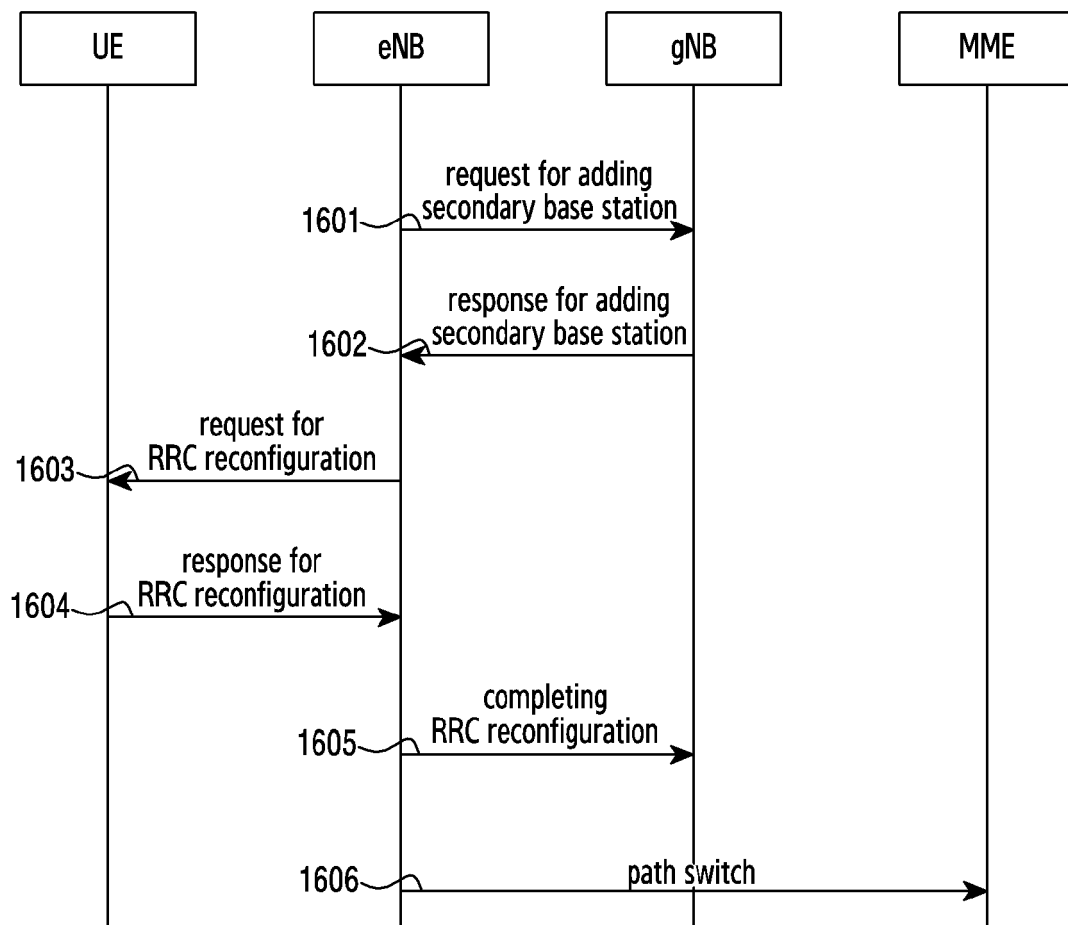 UE
eNB
gNB
MME
request for adding
secondary base station
1601
response for adding
secondary base station
1602
request for
RRC reconfiguration
1603
response for
RRC reconfiguration
1604
completing
RRC reconfiguration
1605
path switch
1606